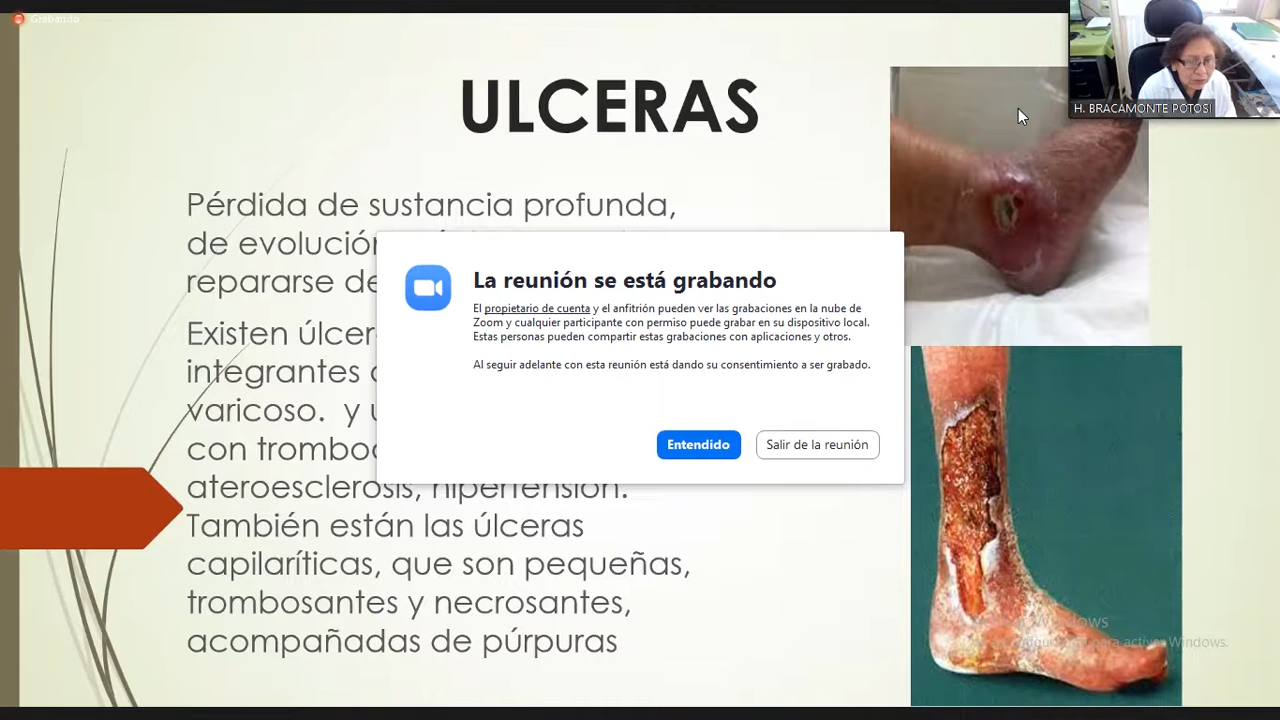 Grabando
ULCERAS
H. BRACAMONTE POTOSI
Pérdida de sustancia profunda,
de evolución
repararse de
Existen úlcer
integrantes
varicoso. y
con trombo
ateroesclerosis, hipertensión.
También están las úlceras
capilaríticas, que son pequeñas,
trombosantes y necrosantes,
acompañadas de púrpuras
La reunión se está grabando
El propietario de cuenta y el anfitrión pueden ver las grabaciones en la nube de
Zoom y cualquier participante con permiso puede grabar en su dispositivo local.
Estas personas pueden compartir estas grabaciones con aplicaciones y otros.
Al seguir adelante con esta reunión está dando su consentimiento a ser grabado.
Entendido
Salir de la reunión
Windows
para activar Windows.